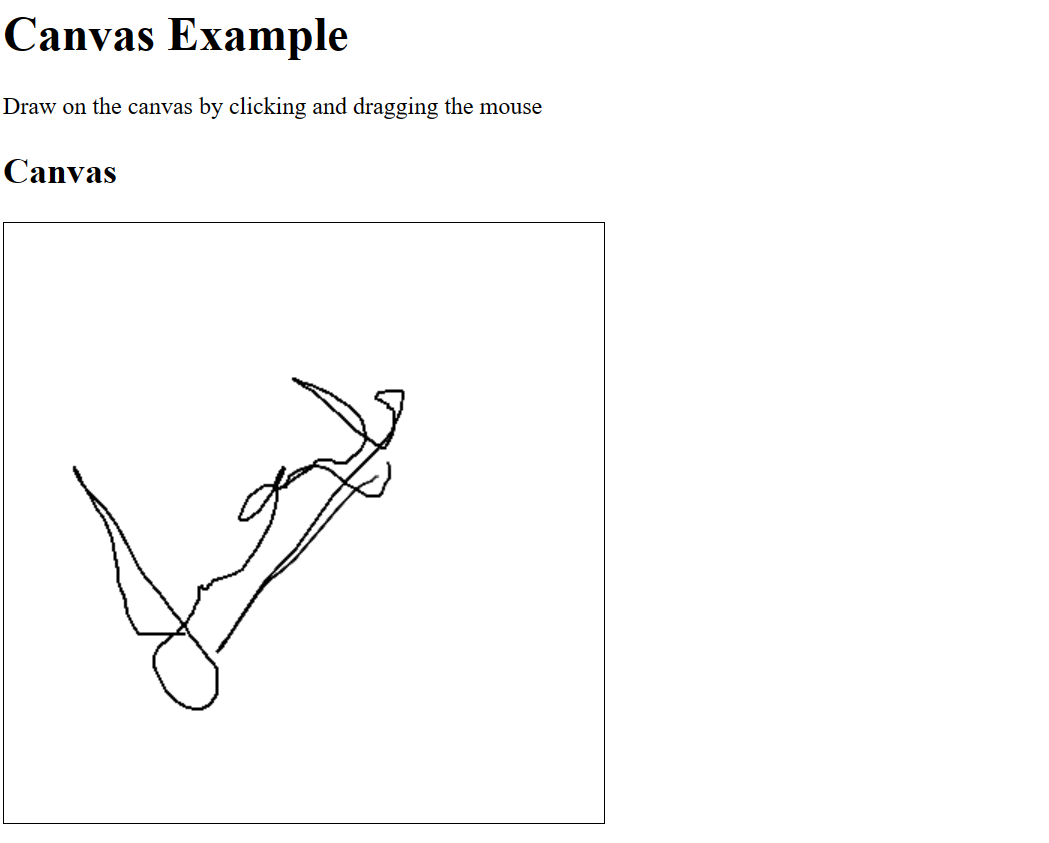 Canvas Example
Draw on the canvas by clicking and dragging the mouse
Canvas